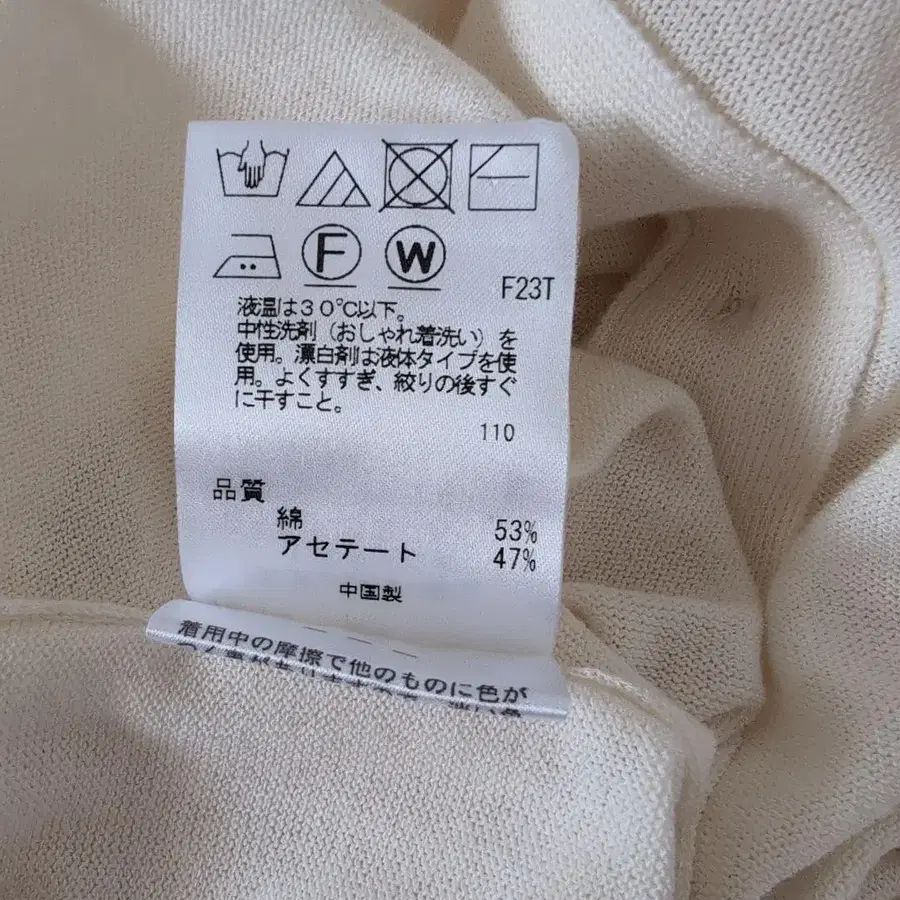 F W
F23T
液温は30℃以下。
中性洗剤（おしゃれ着洗い）を
使用。漂白剤は液体タイプを使
用。よくすすぎ、絞りの後すぐ
に干すこと。
110
品質
綿 53%
アセテート 47%
中国製
着用中の摩擦で他のものに色が